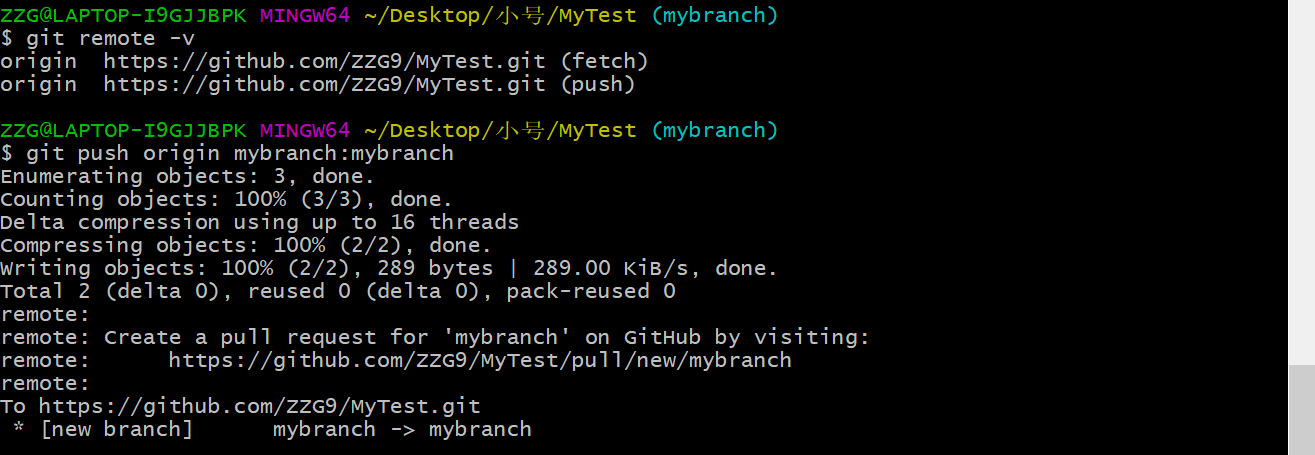 ZZG@LAPTOP-I9GJJBPK MINGW64 ~/Desktop/小号/MyTest (mybranch)
$ git remote -v
origin  https://github.com/ZZG9/MyTest.git (fetch)
origin  https://github.com/ZZG9/MyTest.git (push)
ZZG@LAPTOP-I9GJJBPK MINGW64 ~/Desktop/小号/MyTest (mybranch)
$ git push origin mybranch:mybranch
Enumerating objects: 3, done.
Counting objects: 100% (3/3), done.
Delta compression using up to 16 threads
Compressing objects: 100% (2/2), done.
Writing objects: 100% (2/2), 289 bytes | 289.00 KiB/s, done.
Total 2 (delta 0), reused 0 (delta 0), pack-reused 0
remote:
remote: Create a pull request for 'mybranch' on GitHub by visiting:
remote:      https://github.com/ZZG9/MyTest/pull/new/mybranch
remote:
To https://github.com/ZZG9/MyTest.git
 * [new branch]      mybranch -> mybranch